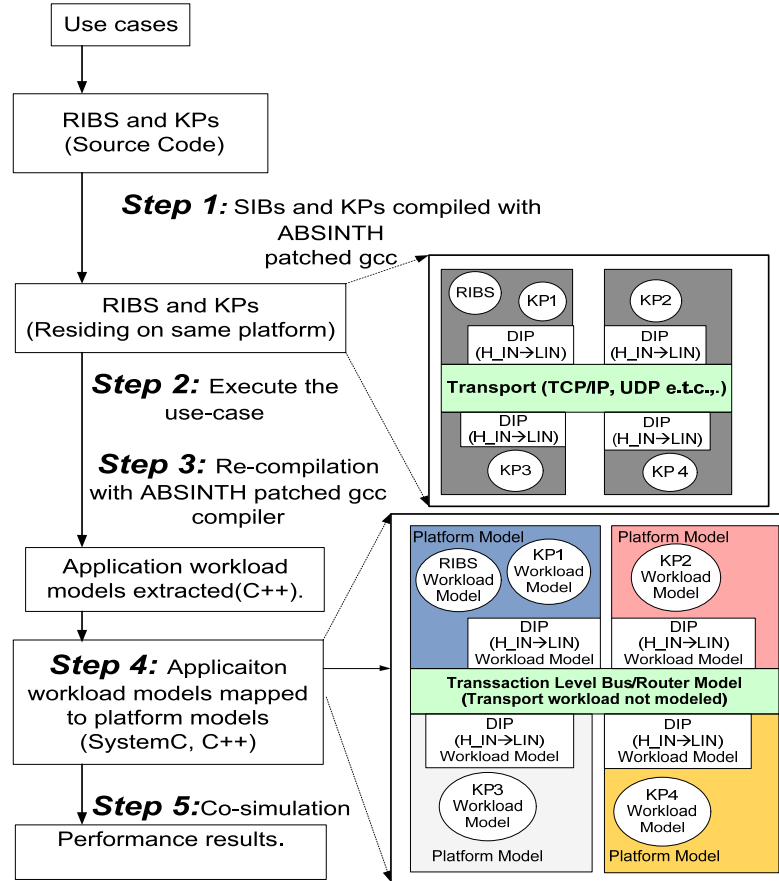 Use cases
RIBS and KPs
(Source Code)
Step 1: SIBs and KPs compiled with
ABSINTH
patched gcc
RIBS and KPs
(Residing on same platform)
RIBS
KP1
KP2
DIP
(H_IN→LIN)
DIP
(H_IN→LIN)
Transport (TCP/IP, UDP e.t.c.,.)
DIP
(H_IN→LIN)
DIP
(H_IN→LIN)
KP3
KP 4
Step 2: Execute the
use-case
Step 3: Re-compilation
with ABSINTH patched gcc
compiler
Application workload
models extracted(C++).
Step 4: Applicaiton
workload models mapped
to platform models
(SystemC, C++)
Platform Model
RIBS
Workload
Model
KP1
Workload
Model
Platform Model
KP2
Workload
Model
DIP
(H_IN→LIN)
Workload Model
DIP
(H_IN→LIN)
Workload Model
Transsaction Level Bus/Router Model
(Transport workload not modeled)
DIP
(H_IN→LIN)
Workload Model
DIP
(H_IN→LIN)
Workload Model
KP3
Workload
Model
Platform Model
KP4
Workload
Model
Platform Model
Step 5:Co-simulation
Performance results.